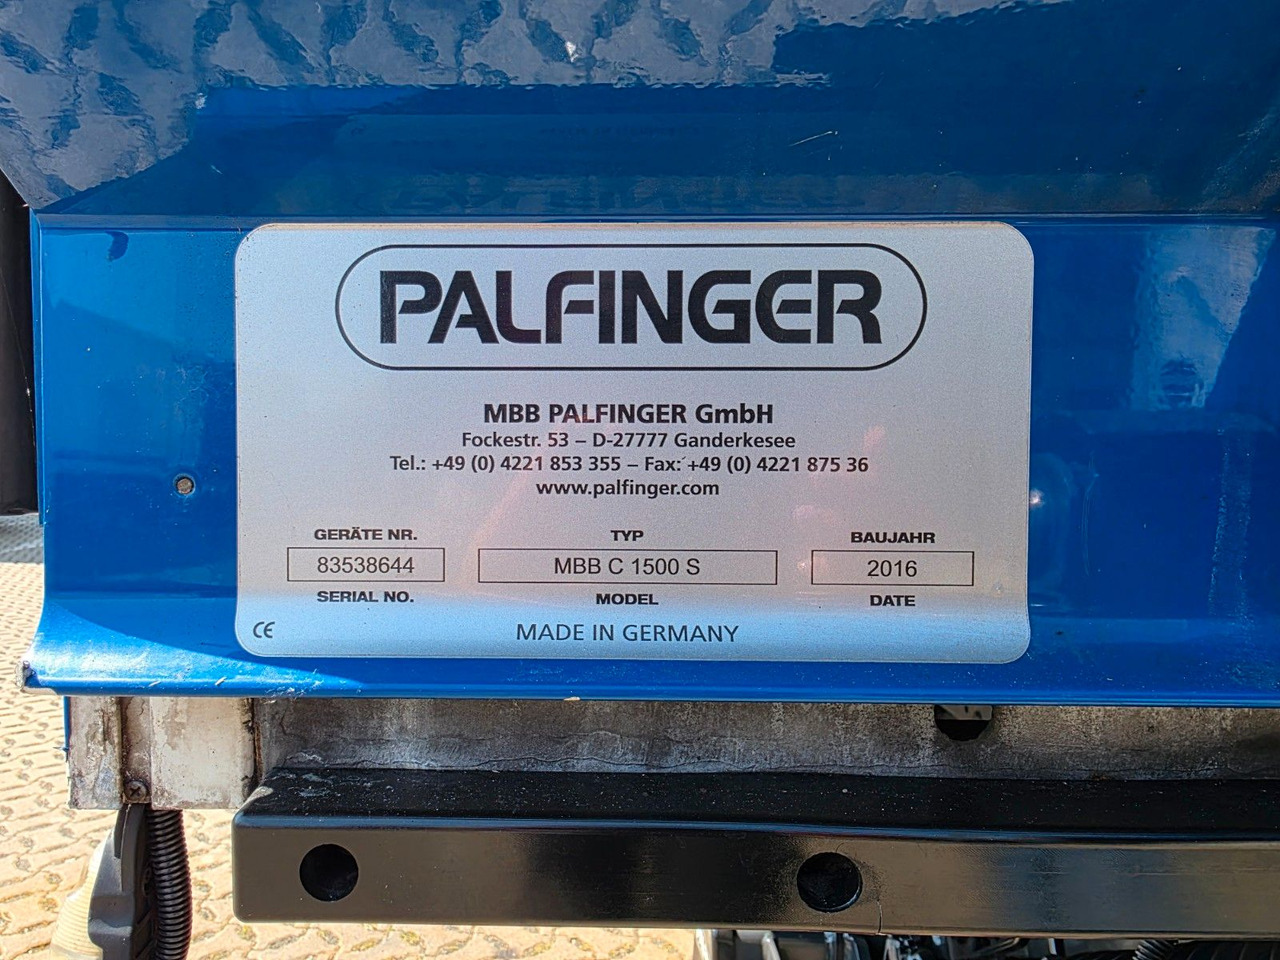 PALFINGER
MBB PALFINGER GmbH
Fockestr. 53 – D-27777 Ganderkesee
Tel.: +49 (0) 4221 853 355 – Fax: +49 (0) 4221 875 36
www.palfinger.com
GERÄTE NR. TYP BAUJAHR
83538644 MBB C 1500 S 2016
SERIAL NO. MODEL DATE
CE MADE IN GERMANY